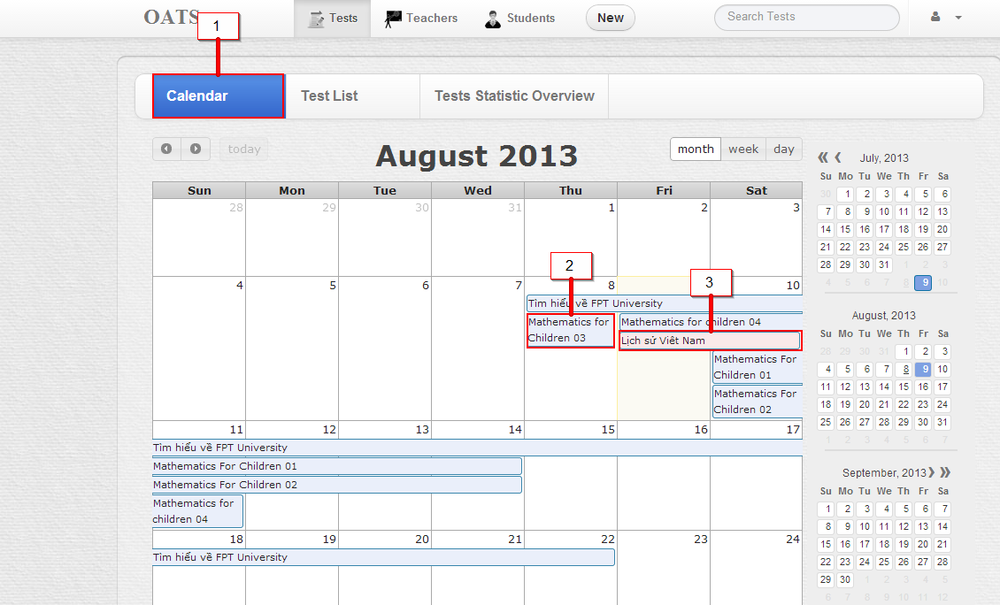 OATS
Tests
Teachers
Students
New
Search Tests
1
Calendar
Test List
Tests Statistic Overview
today
August 2013
month
week
day
Sun Mon Tue Wed Thu Fri Sat
28 29 30 31 1 2 3
4 5 6 7 8 10
2
3
Tìm hiểu về FPT University
Mathematics for
Children 03
Mathematics for children 04
Lịch sử Việt Nam
Mathematics For
Children 01
Mathematics For
Children 02
11 12 13 14 15 16 17
Tìm hiểu về FPT University
Mathematics For Children 01
Mathematics For Children 02
Mathematics for
children 04
18 19 20 21 22 23 24
Tìm hiểu về FPT University
July, 2013
Su Mo Tu We Th Fr Sa
30 1 2 3 4 5 6
7 8 9 10 11 12 13
14 15 16 17 18 19 20
21 22 23 24 25 26 27
28 29 30 31 1 2 3
4 5 6 7 8 9 10
August, 2013
Su Mo Tu We Th Fr Sa
28 29 30 31 1 2 3
4 5 6 7 8 9 10
11 12 13 14 15 16 17
18 19 20 21 22 23 24
25 26 27 28 29 30 31
1 2 3 4 5 6 7
September, 2013
Su Mo Tu We Th Fr Sa
1 2 3 4 5 6 7
8 9 10 11 12 13 14
15 16 17 18 19 20 21
22 23 24 25 26 27 28
29 30 1 2 3 4 5
6 7 8 9 10 11 12